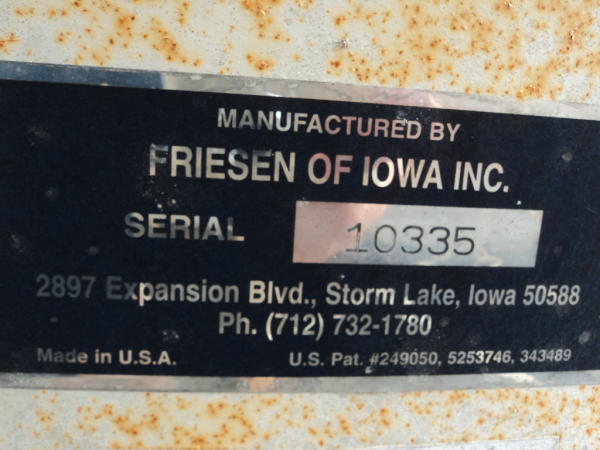 MANUFACTURED BY
FRIESEN OF IOWA INC.
SERIAL 10335
2897 Expansion Blvd., Storm Lake, Iowa 50588
Ph. (712) 732-1780
Made in U.S.A. U.S. Pat. #249050, 5253746, 343489